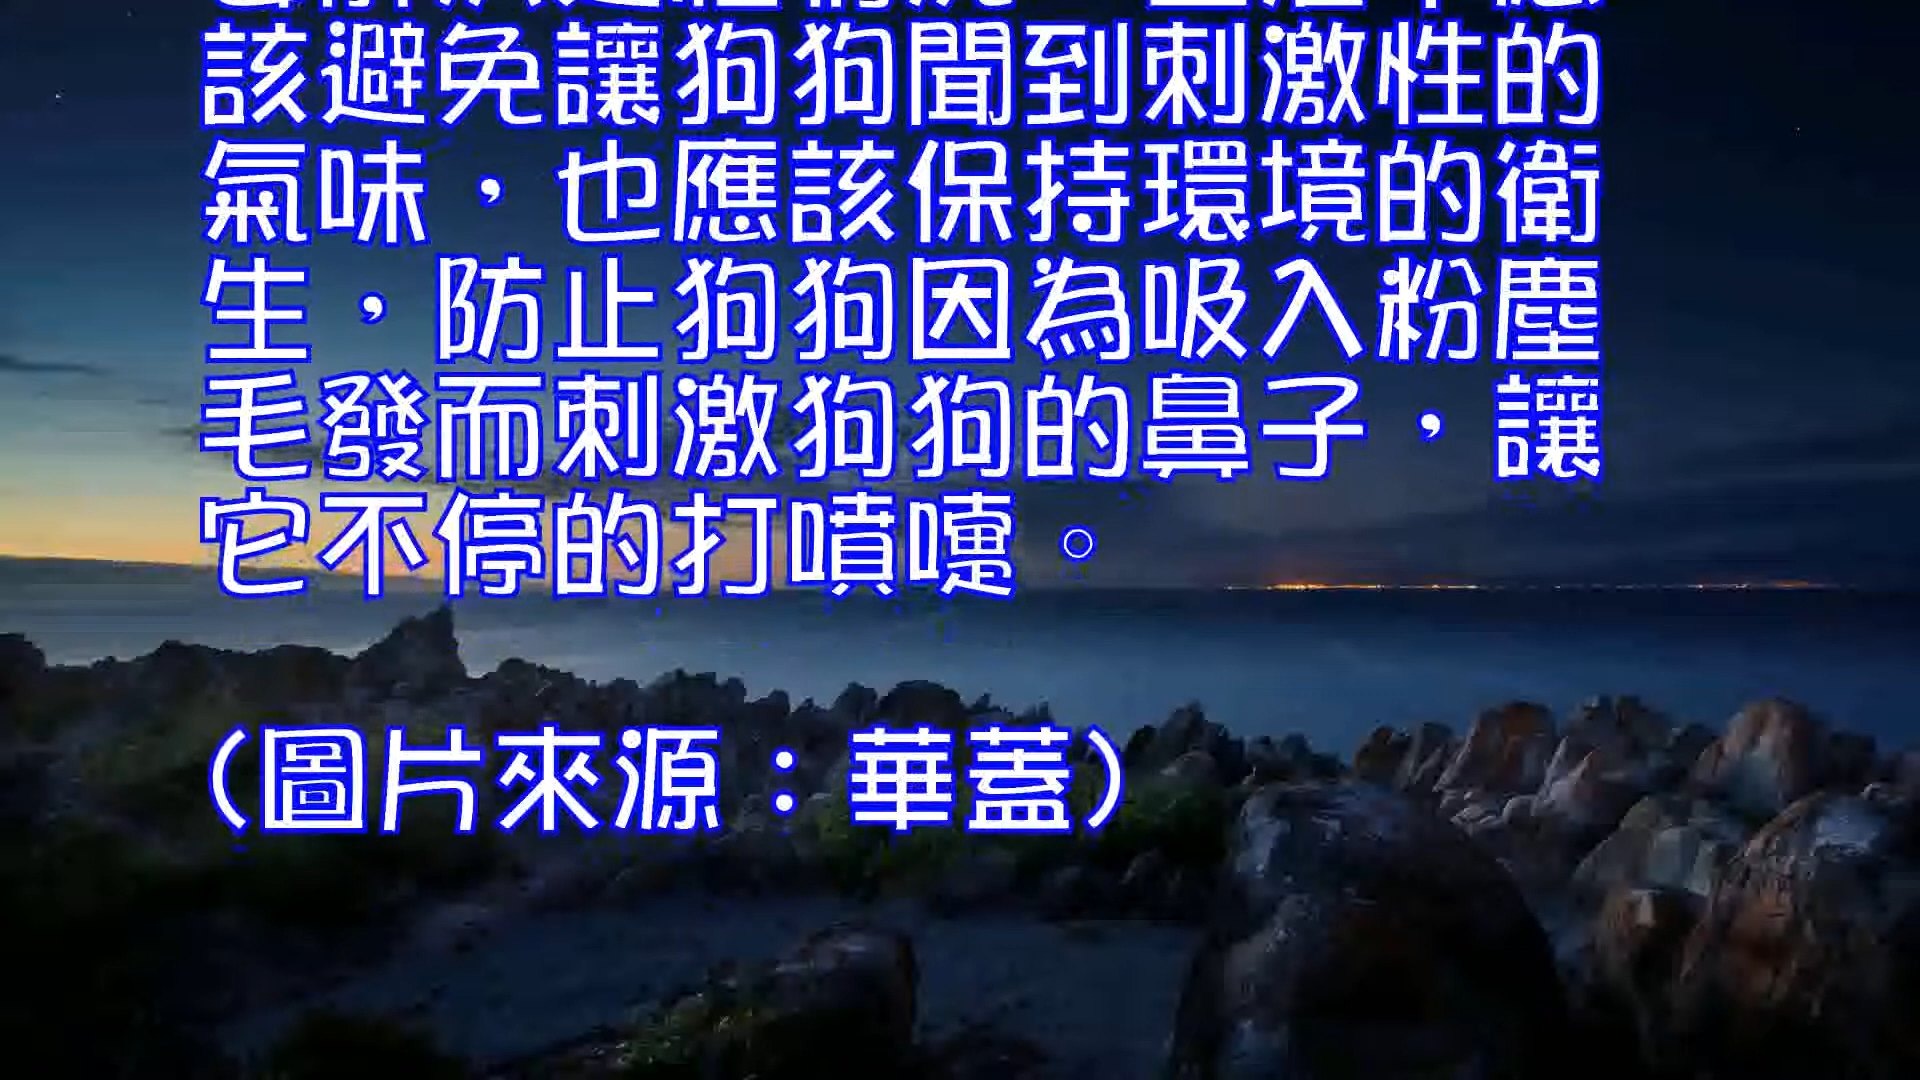 該避免讓狗狗聞到刺激性的
氣味，也應該保持環境的衛
生，防止狗狗因為吸入粉塵
毛發而刺激狗狗的鼻子，讓
它不停的打噴嚏。
（圖片來源：華蓋）